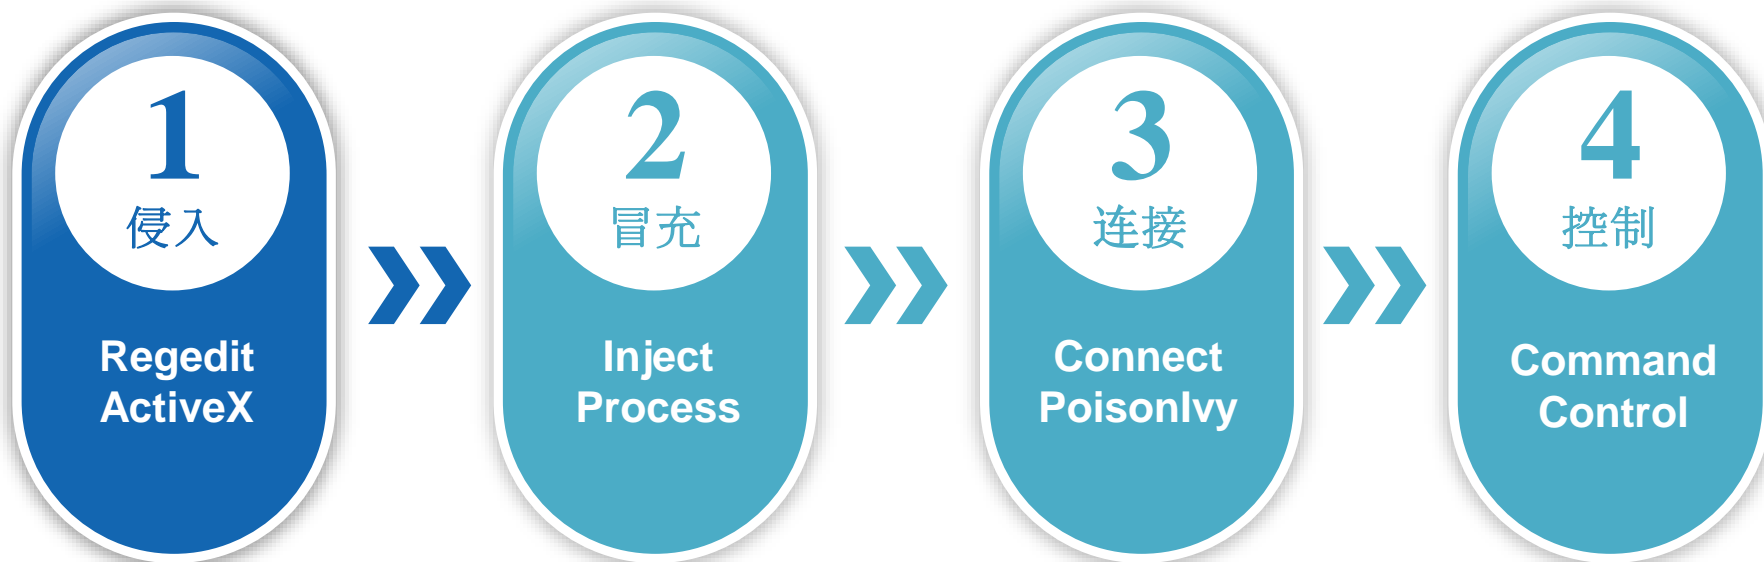 1
侵入
Regedit
ActiveX
2
冒充
Inject
Process
3
连接
Connect
PoisonIvy
4
控制
Command
Control